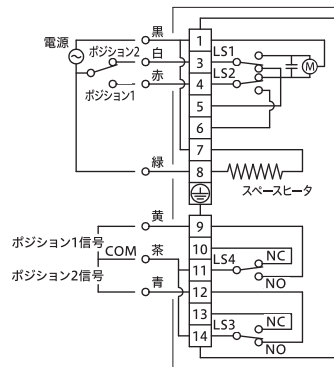 黒
電源
ポジション2
白
赤
ポジション1
緑
1
3
4
5
6
7
8
LS1
LS2
M
スペースヒータ
黄
ポジション1信号
COM
茶
ポジション2信号
青
9
10
11
12
13
14
LS4
NC
NO
LS3
NC
NO